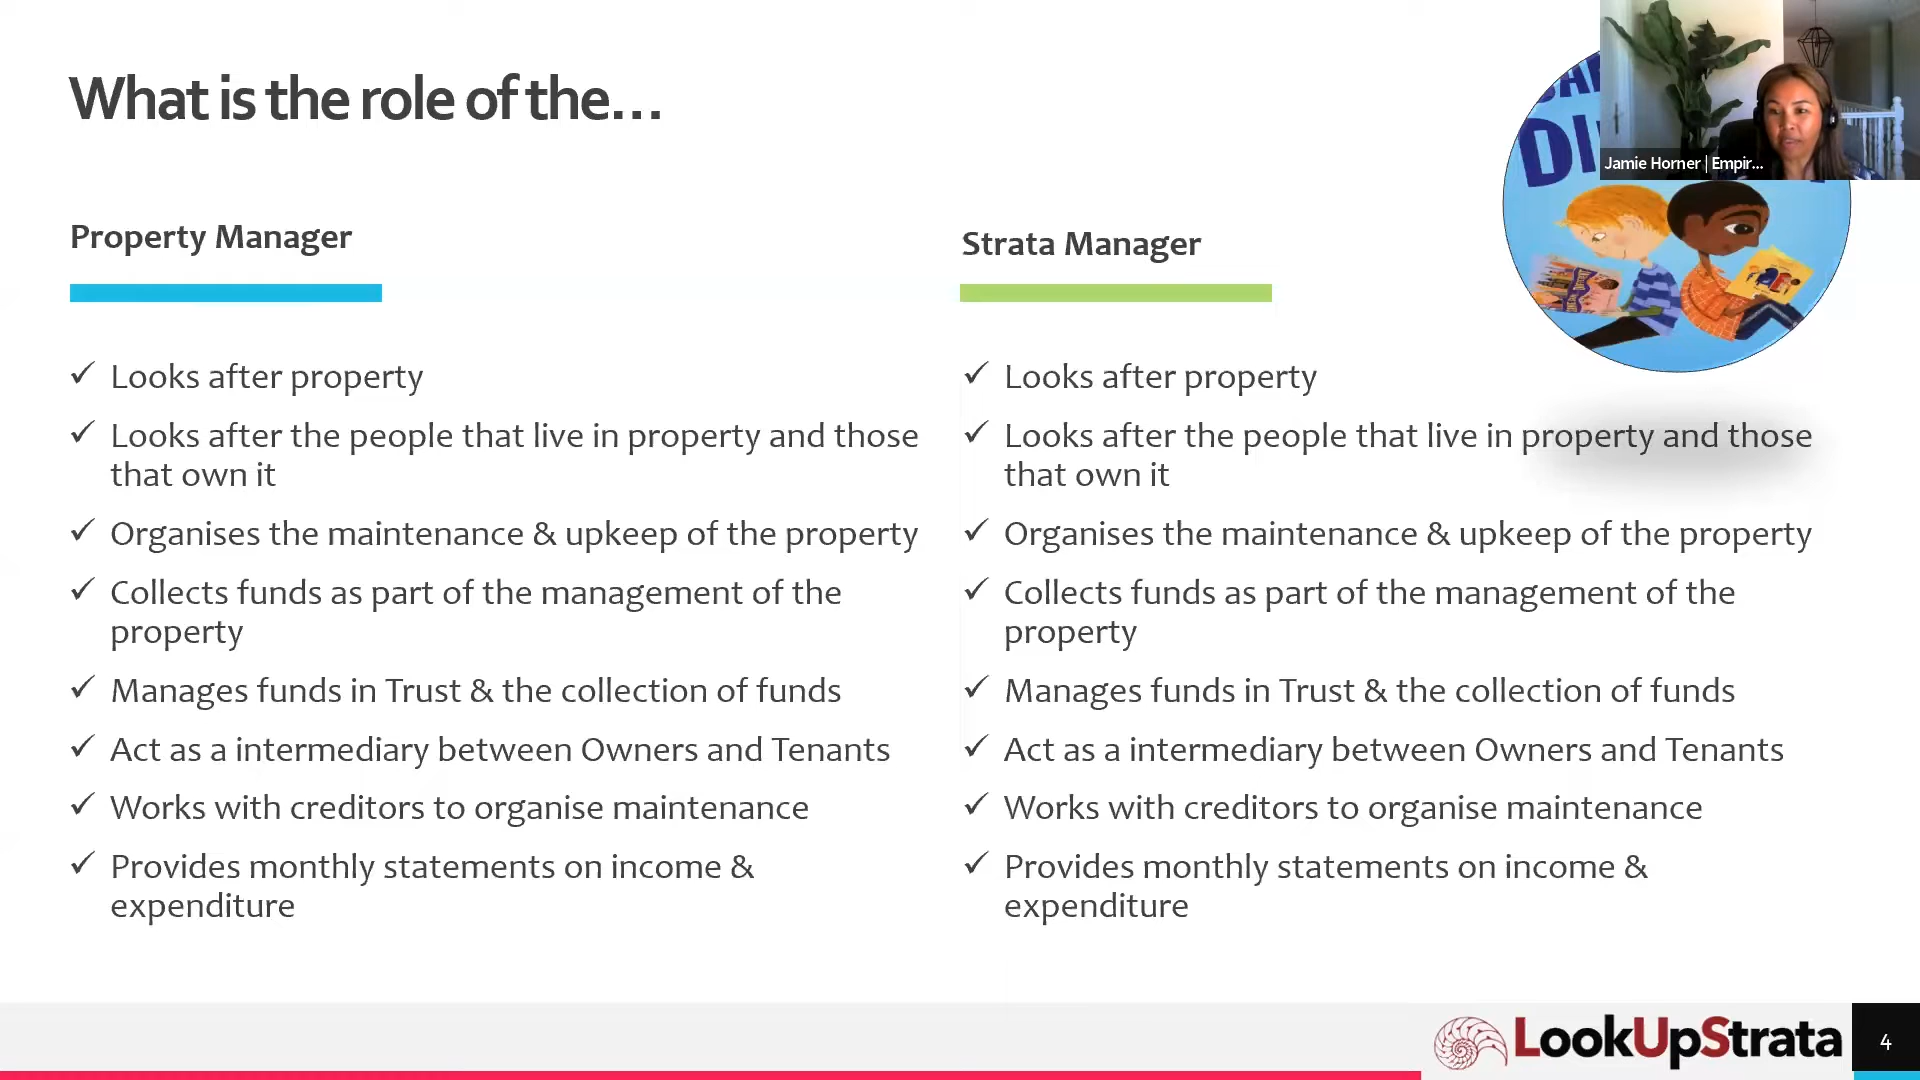 What is the role of the...
Jamie Horner | Empir...
DI
Property Manager
Strata Manager
✓ Looks after property
✓ Looks after the people that live in property and those
that own it
✓ Organises the maintenance & upkeep of the property
✓ Collects funds as part of the management of the
property
✓ Manages funds in Trust & the collection of funds
✓ Act as a intermediary between Owners and Tenants
✓ Works with creditors to organise maintenance
✓ Provides monthly statements on income &
expenditure
✓ Looks after property
✓ Looks after the people that live in property and those
that own it
✓ Organises the maintenance & upkeep of the property
✓ Collects funds as part of the management of the
property
✓ Manages funds in Trust & the collection of funds
✓ Act as a intermediary between Owners and Tenants
✓ Works with creditors to organise maintenance
✓ Provides monthly statements on income &
expenditure
LookUpStrata
4